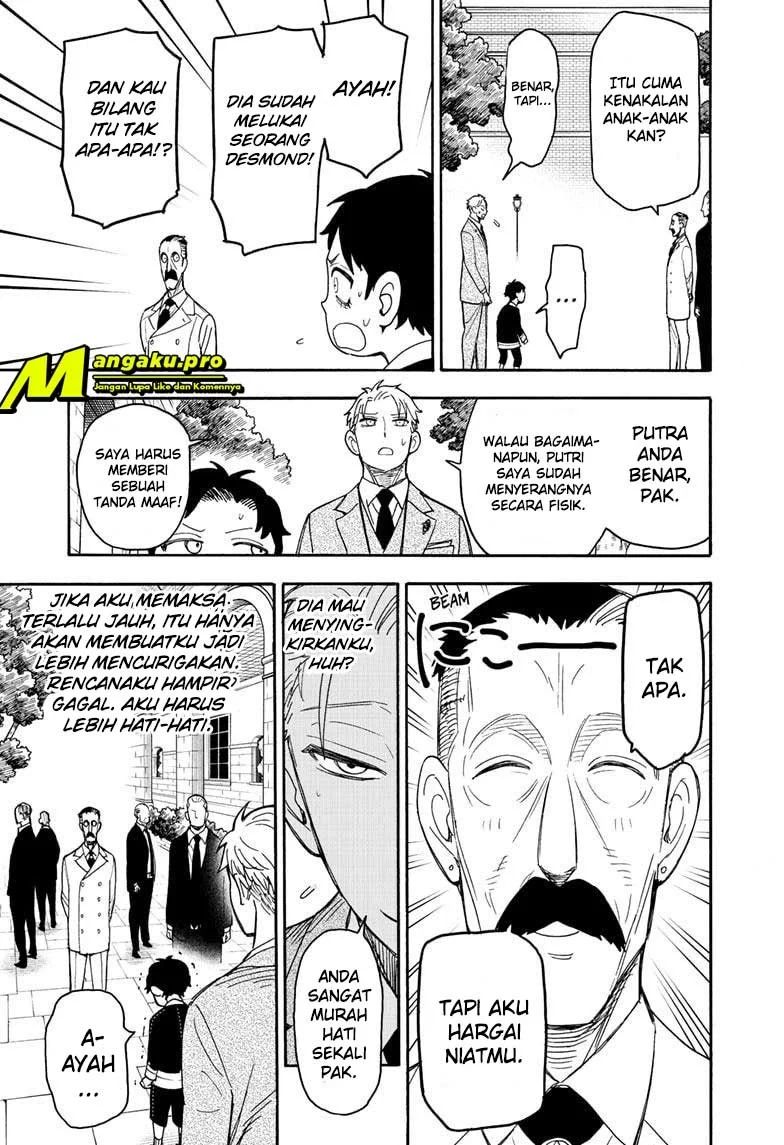 ITU CUMA
KENAKALAN
ANAK-ANAK
KAN?
BENAR,
TAPI...
...
AYAH!
DIA SUDAH
MELUKAI
SEORANG
DESMOND!
DAN KAU
BILANG
ITU TAK
APA-APA!?
Mangaku.pro
Jangan Lupa Like dan Komennya
PUTRA
ANDA
BENAR,
PAK.
WALAU BAGAIMA-
NAPUN, PUTRI
SAYA SUDAH
MENYERANGNYA
SECARA FISIK.
SAYA HARUS
MEMBERI
SEBUAH
TANDA MAAF!
BEAM
TAK
APA.
TAPI AKU
HARGAI
NIATMU.
DIA MAU
MENYING-
KIRKANKU,
HUH?
ANDA
SANGAT
MURAH
HATI
SEKALI
PAK.
JIKA AKU MEMAKSA
TERLALU JAUH, ITU HANYA
AKAN MEMBUATKU JADI
LEBIH MENCURIGAKAN.
RENCANAKU HAMPIR
GAGAL. AKU HARUS
LEBIH HATI-HATI.
A-
AYAH
...